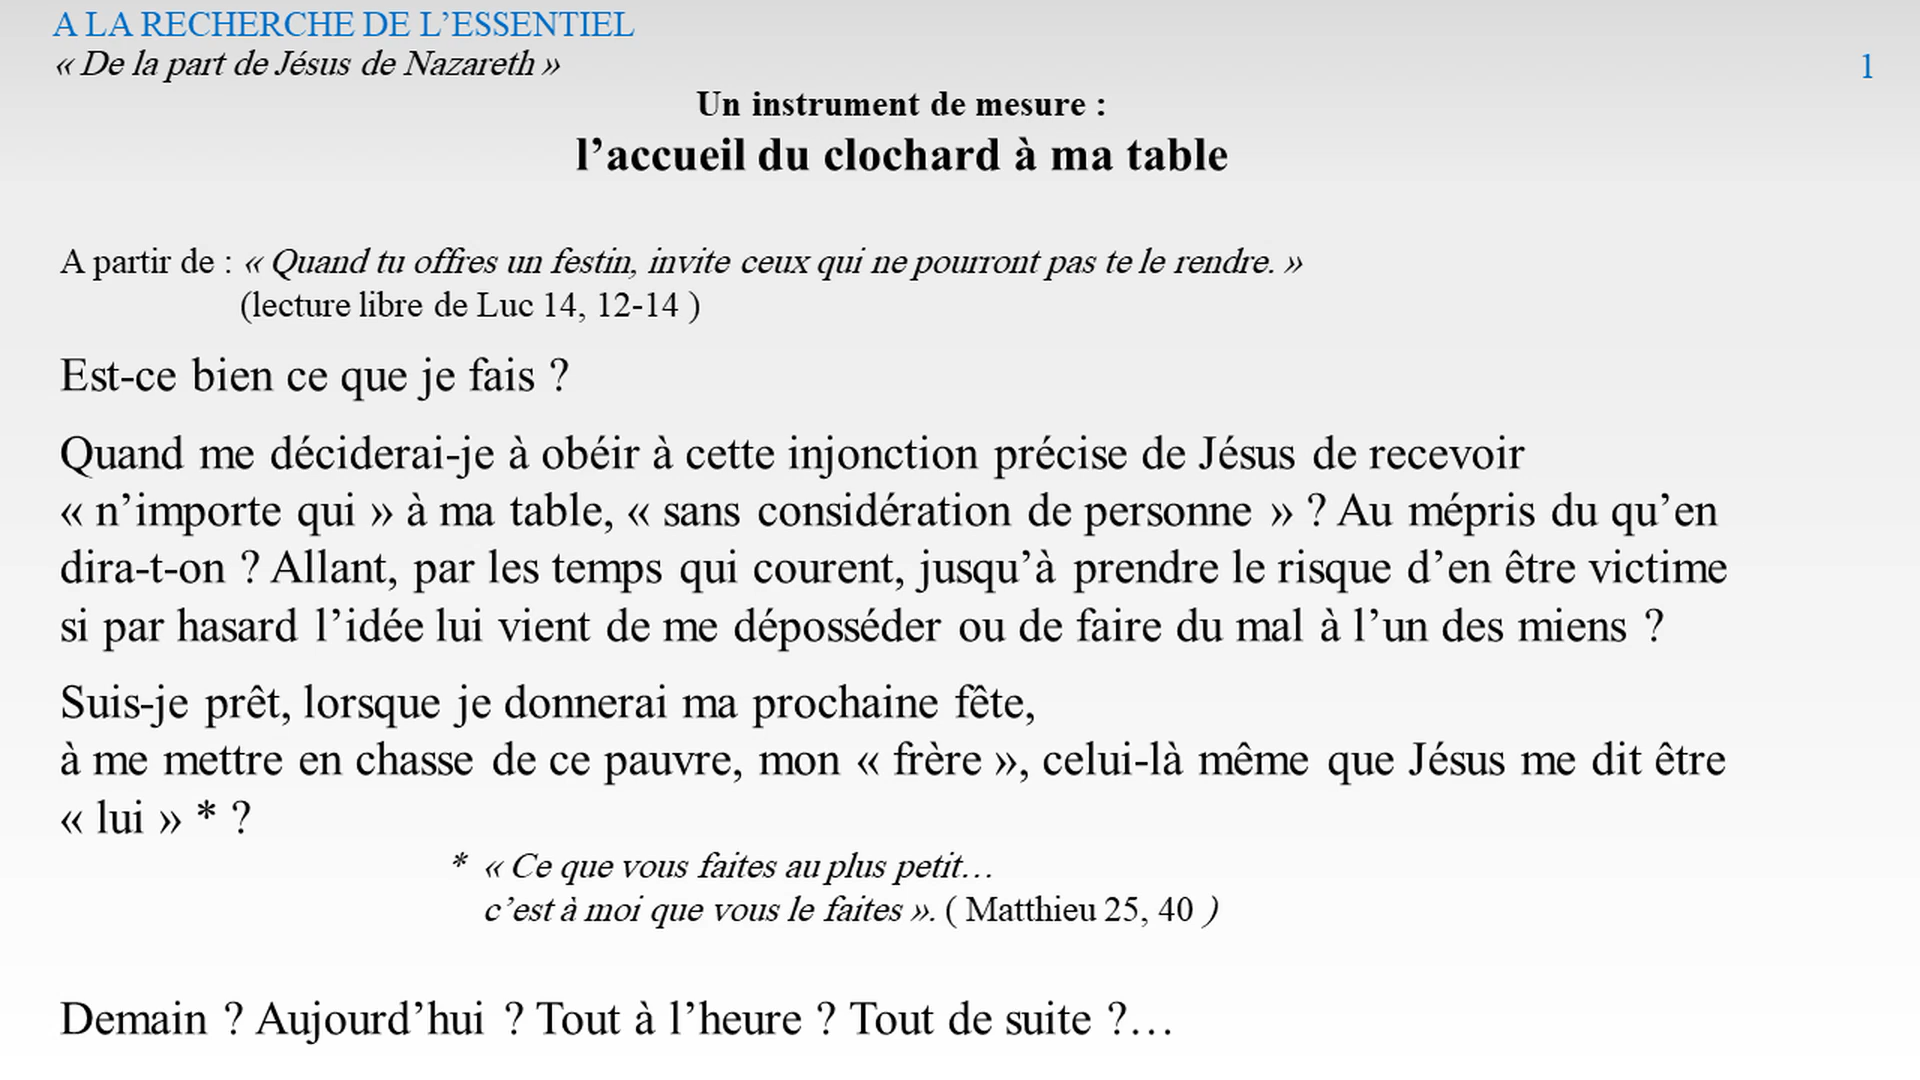 A LA RECHERCHE DE L’ESSENTIEL
« De la part de Jésus de Nazareth »
1
Un instrument de mesure :
l’accueil du clochard à ma table
A partir de : « Quand tu offres un festin, invite ceux qui ne pourront pas te le rendre. »
(lecture libre de Luc 14, 12-14 )
Est-ce bien ce que je fais ?
Quand me déciderai-je à obéir à cette injonction précise de Jésus de recevoir
« n’importe qui » à ma table, « sans considération de personne » ? Au mépris du qu’en
dira-t-on ? Allant, par les temps qui courent, jusqu’à prendre le risque d’en être victime
si par hasard l’idée lui vient de me déposséder ou de faire du mal à l’un des miens ?
Suis-je prêt, lorsque je donnerai ma prochaine fête,
à me mettre en chasse de ce pauvre, mon « frère », celui-là même que Jésus me dit être
« lui » * ?
* « Ce que vous faites au plus petit…
c’est à moi que vous le faites ». ( Matthieu 25, 40 )
Demain ? Aujourd’hui ? Tout à l’heure ? Tout de suite ?…